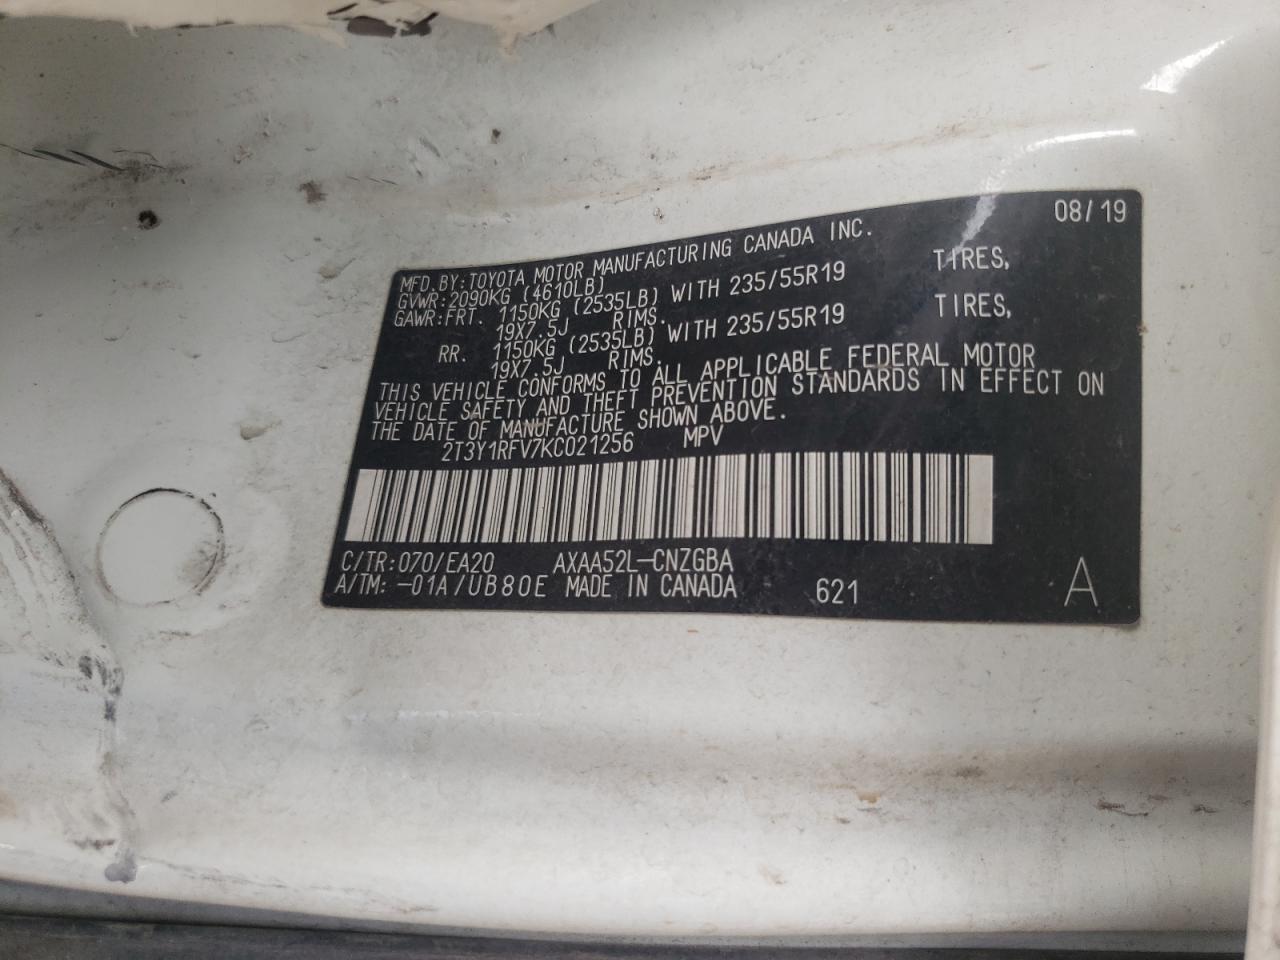 08/19
MFD.BY:TOYOTA MOTOR MANUFACTURING CANADA INC.
GVWR:2090KG (4610LB)
GAWR:FRT. 1150KG (2535LB) WITH 235/55R19 TIRES,
19X7.5J RIMS.
RR. 1150KG (2535LB) WITH 235/55R19 TIRES,
19X7.5J RIMS.
THIS VEHICLE CONFORMS TO ALL APPLICABLE FEDERAL MOTOR
VEHICLE SAFETY AND THEFT PREVENTION STANDARDS IN EFFECT ON
THE DATE OF MANUFACTURE SHOWN ABOVE.
2T3Y1RFV7KC021256 MPV
C/TR:070/EA20 AXAA52L-CNZGBA
A/TM:-01A/UB80E MADE IN CANADA 621 A